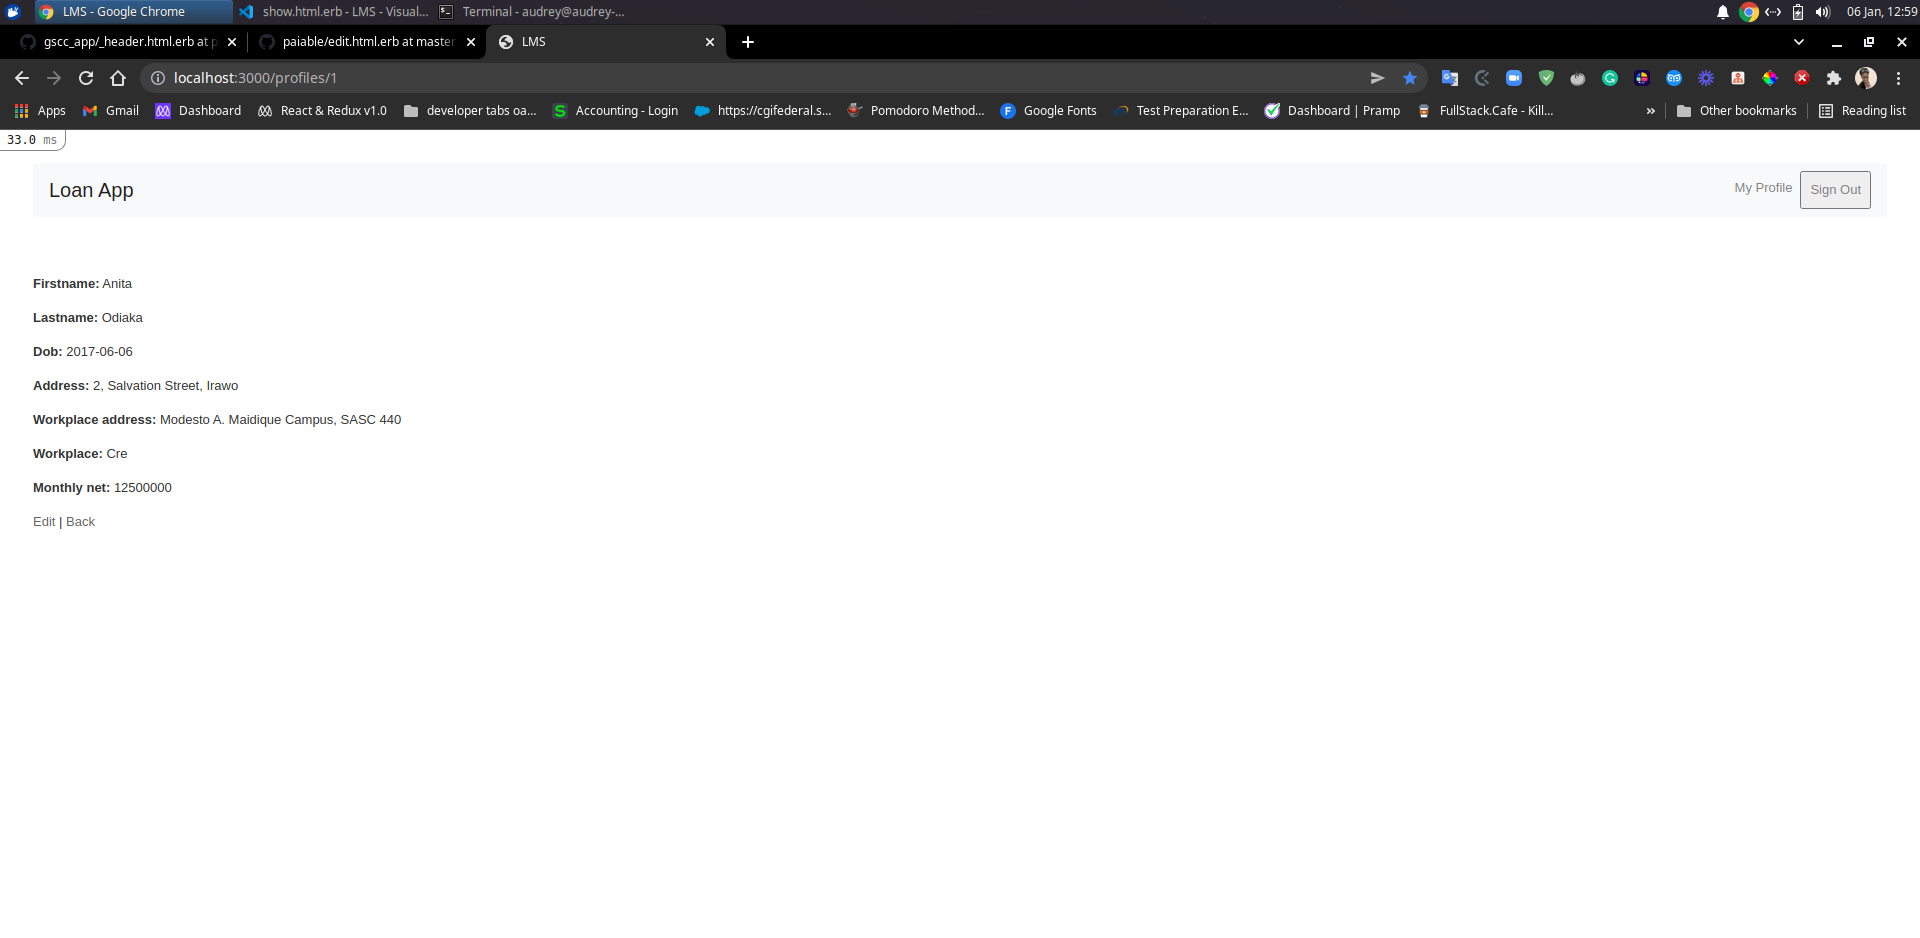 LMS - Google Chrome show.html.erb - LMS - Visual... Terminal - audrey@audrey-... 06 Jan, 12:59
gscc_app/_header.html.erb at p paiable/edit.html.erb at master LMS
localhost:3000/profiles/1
Apps Gmail Dashboard React & Redux v1.0 developer tabs oa... Accounting - Login https://cgifederal.s... Pomodoro Method... Google Fonts Test Preparation E... Dashboard | Pramp FullStack.Cafe - Kill... » Other bookmarks Reading list
33.0 ms
Loan App My Profile Sign Out
Firstname: Anita
Lastname: Odiaka
Dob: 2017-06-06
Address: 2, Salvation Street, Irawo
Workplace address: Modesto A. Maidique Campus, SASC 440
Workplace: Cre
Monthly net: 12500000
Edit | Back